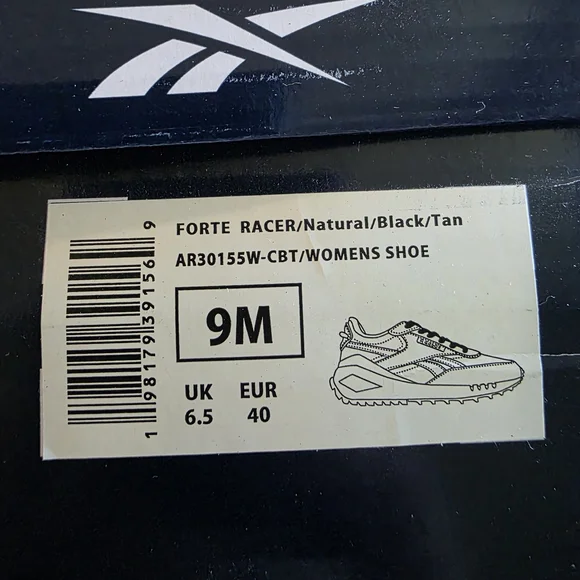 FORTE RACER/Natural/Black/Tan
AR30155W-CBT/WOMENS SHOE
9M
UK EUR
6.5 40
1 98179 39156 9